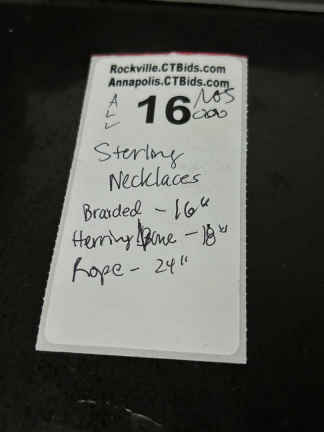 Rockville.CTBids.com
Annapolis.CTBids.com
16
Sterling
Necklaces
Braided - 16"
Herring Bone - 18"
Rope - 24"